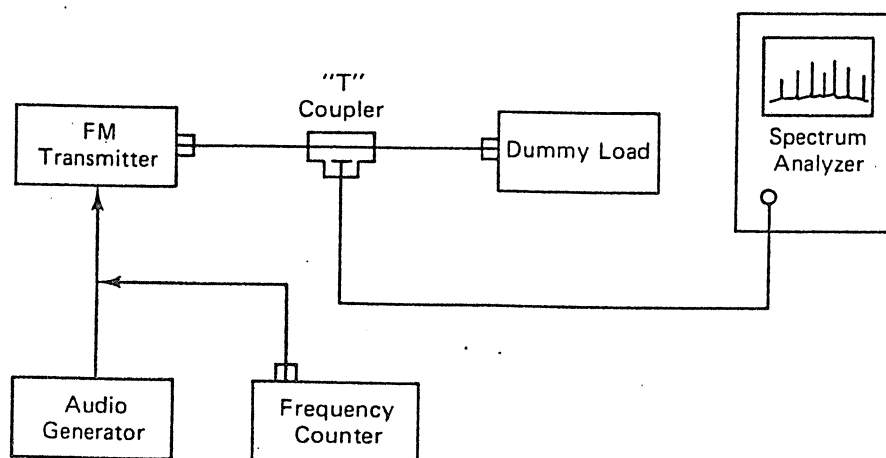 "T"
Coupler
FM
Transmitter
Dummy Load
Spectrum
Analyzer
Audio
Generator
Frequency
Counter